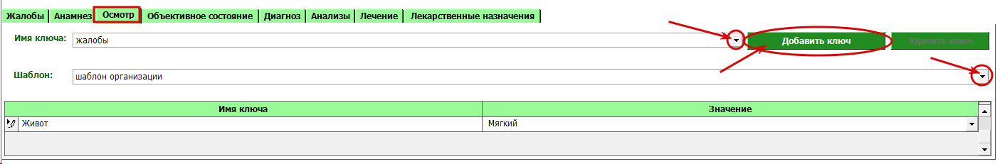 Жалобы Анамнез Осмотр Объективное состояние Диагноз Анализы Лечение Лекарственные назначения
Имя ключа: жалобы Добавить ключ Удалить ключ
Шаблон: шаблон организации
Имя ключа Значение
Живот Мягкий